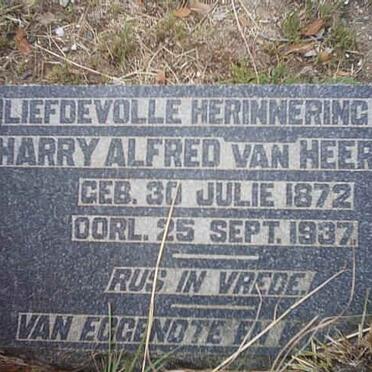 LIEFDEVOLLE HERINNERING
HARRY ALFRED VAN HEER
GEB. 30 JULIE 1872
OORL. 25 SEPT. 1937.
RUS IN VREDE.
VAN EGGENOTE EN